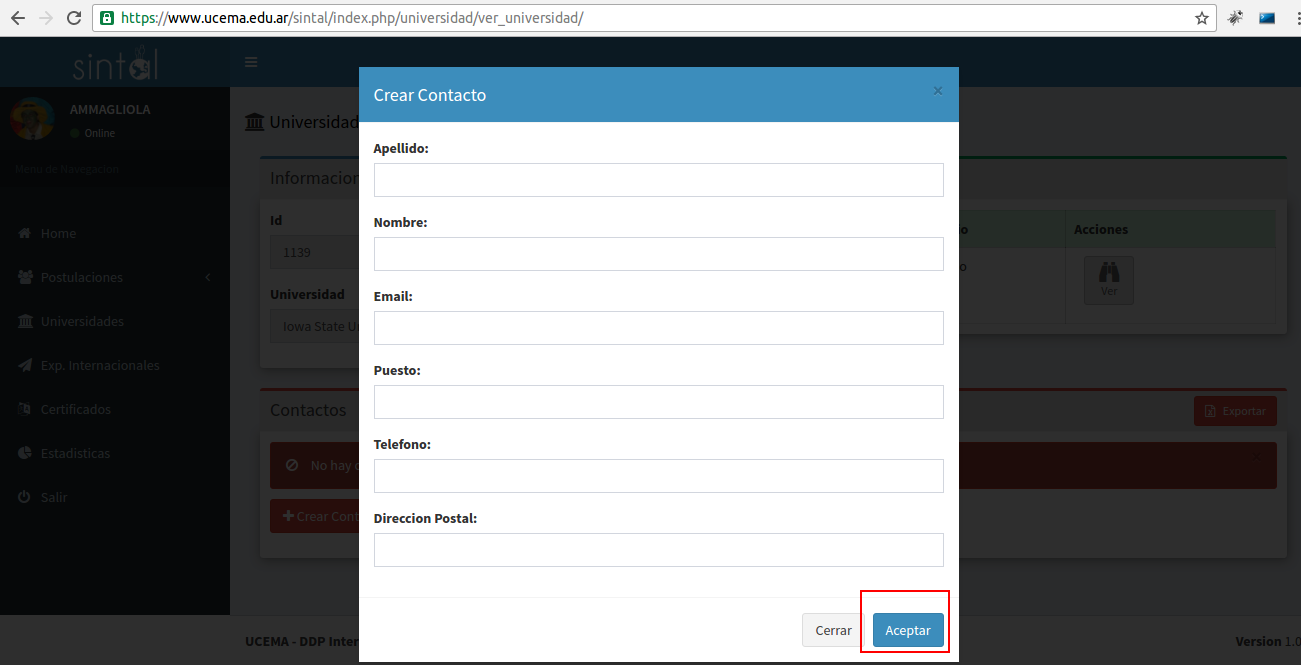 https://www.ucema.edu.ar/sintal/index.php/universidad/ver_universidad/
sintal
AMMAGLIOLA
Online
Menu de Navegacion
Home
Postulaciones
Universidades
Exp. Internacionales
Certificados
Estadisticas
Salir
Universidad
Informacion
Id
1139
Universidad
Iowa State Un
o
Acciones
o
Ver
Contactos
Exportar
No hay c
Crear Cont
Crear Contacto
×
Apellido:
Nombre:
Email:
Puesto:
Telefono:
Direccion Postal:
Cerrar
Aceptar
UCEMA - DDP Inter
Version 1.0